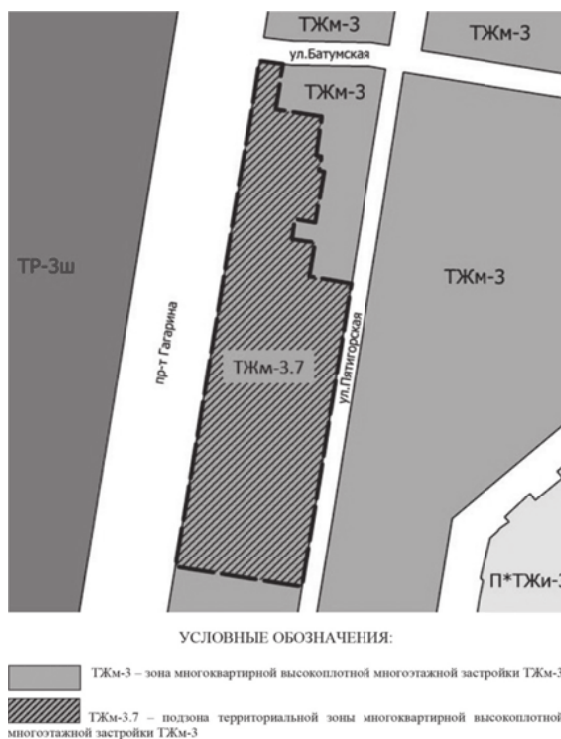 ТЖм-3
ТЖм-3
ул.Батумская
ТЖм-3
ТР-3ш
ТЖм-3
пр-т Гагарина
ул.Пятигорская
ТЖм-3.7
П*ТЖи-3
УСЛОВНЫЕ ОБОЗНАЧЕНИЯ:
ТЖм-3 – зона многоквартирной высокоплотной многоэтажной застройки ТЖм-3
ТЖм-3.7 – подзона территориальной зоны многоквартирной высокоплотной
многоэтажной застройки ТЖм-3